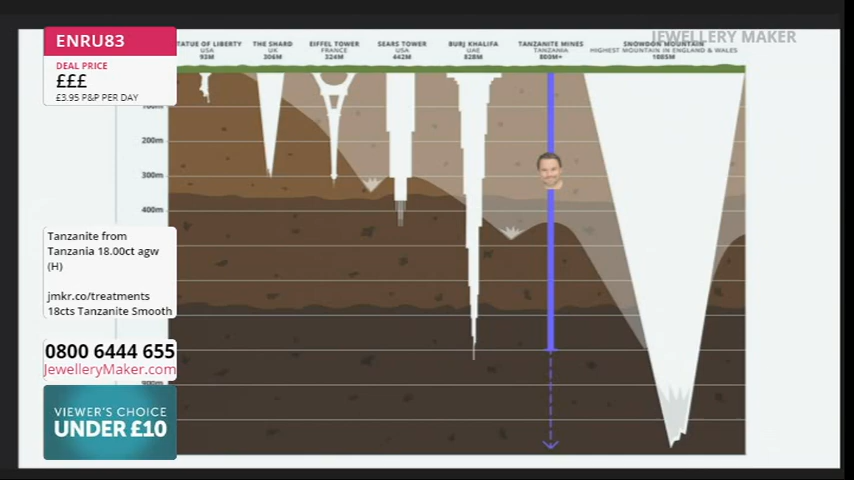 JEWELLERY MAKER
ENRU83
DEAL PRICE
£££
£3.95 P&P PER DAY
TATUE OF LIBERTY
USA
93M
THE SHARD
UK
306M
EIFFEL TOWER
FRANCE
324M
SEARS TOWER
USA
442M
BURJ KHALIFA
UAE
828M
TANZANITE MINES
TANZANIA
800M+
SNOWDON MOUNTAIN
HIGHEST MOUNTAIN IN ENGLAND & WALES
1085M
100m
200m
300m
400m
Tanzanite from
Tanzania 18.00ct agw
(H)
jmkr.co/treatments
18cts Tanzanite Smooth
0800 6444 655
JewelleryMaker.com
VIEWER'S CHOICE
UNDER £10